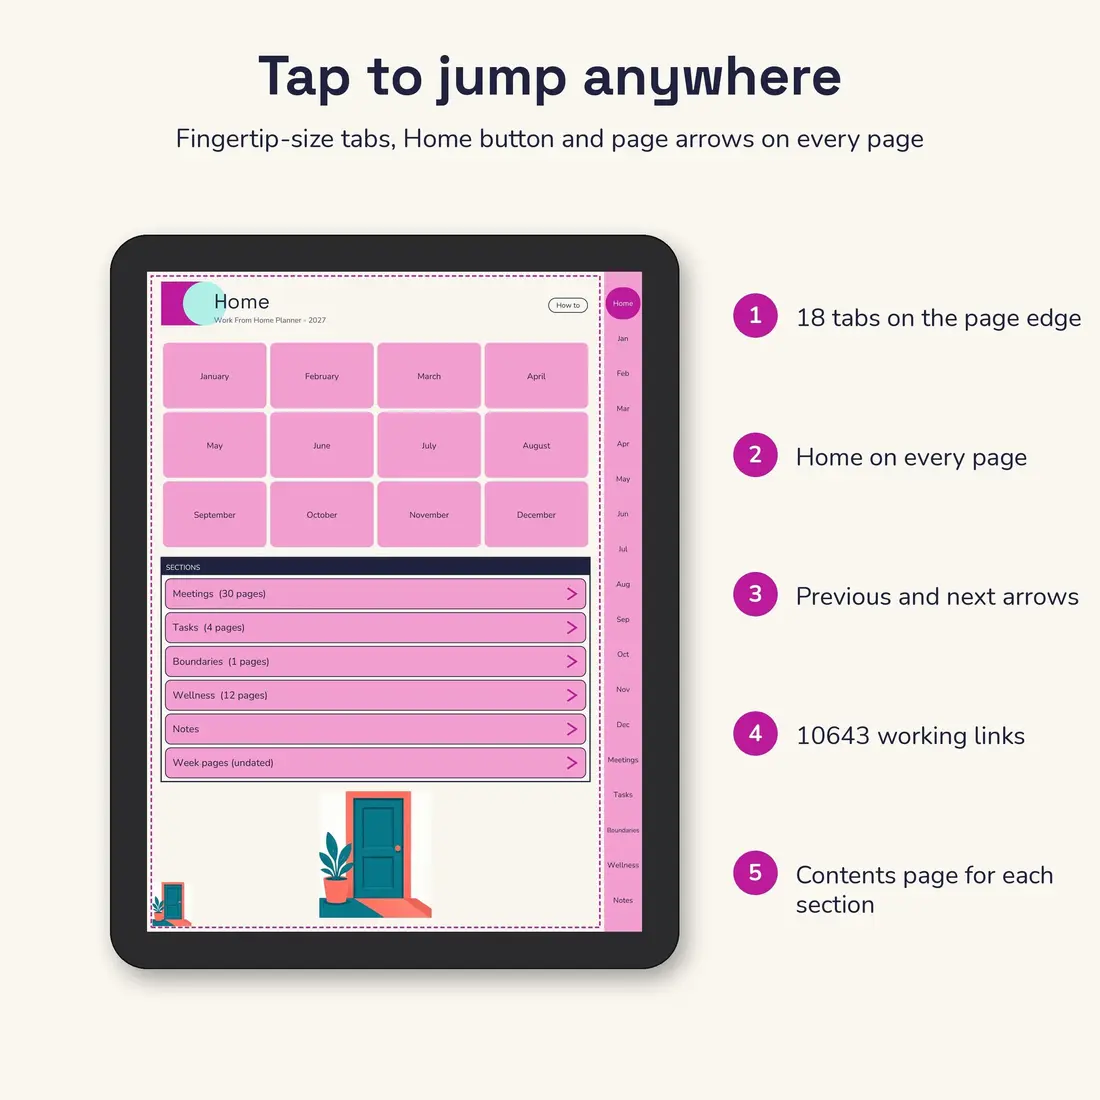 Tap to jump anywhere
Fingertip-size tabs, Home button and page arrows on every page
Home
Work From Home Planner - 2027
How to
January
February
March
April
May
June
July
August
September
October
November
December
SECTIONS
Meetings (30 pages)
Tasks (4 pages)
Boundaries (1 pages)
Wellness (12 pages)
Notes
Week pages (undated)
Home
Jan
Feb
Mar
Apr
May
Jun
Jul
Aug
Sep
Oct
Nov
Dec
Meetings
Tasks
Boundaries
Wellness
Notes
1 18 tabs on the page edge
2 Home on every page
3 Previous and next arrows
4 10643 working links
5 Contents page for each
section